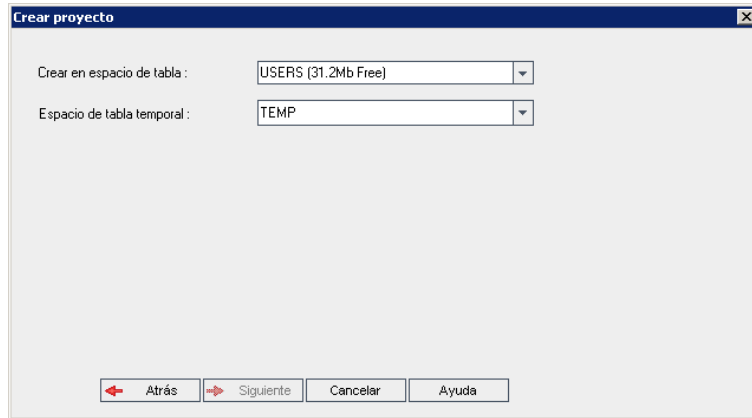 Crear proyecto
Crear en espacio de tabla : USERS (31.2Mb Free)
Espacio de tabla temporal : TEMP
Atrás Siguiente Cancelar Ayuda